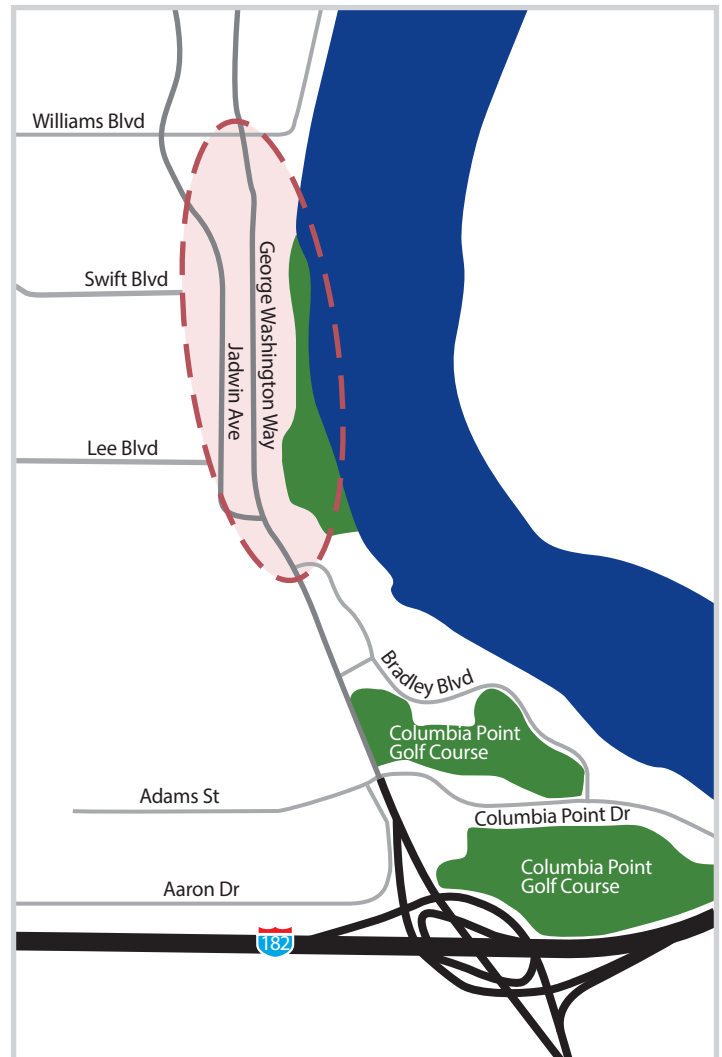 Williams Blvd
Swift Blvd
George Washington Way
Jadwin Ave
Lee Blvd
Bradley Blvd
Columbia Point
Golf Course
Adams St
Columbia Point Dr
Columbia Point
Golf Course
Aaron Dr
182